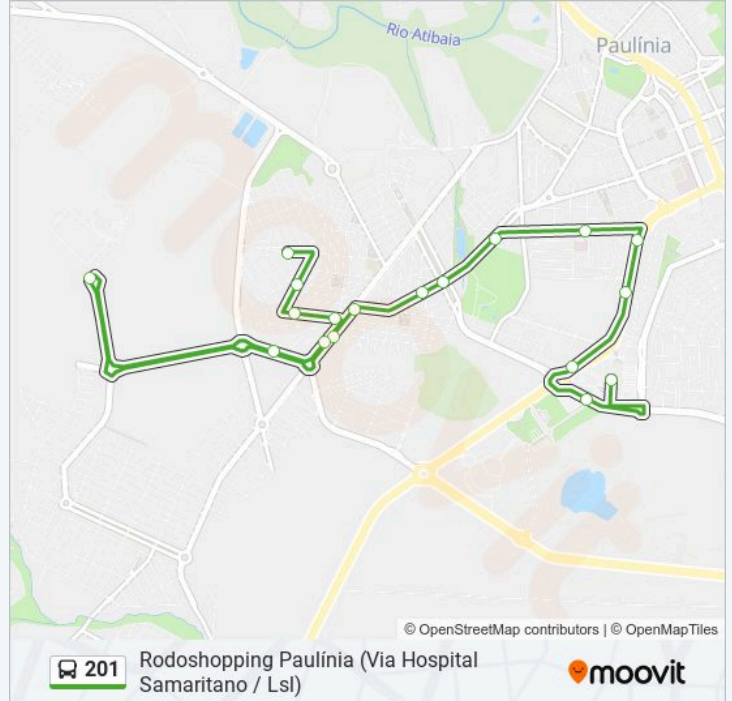 Rio Atibaia
Paulínia
© OpenStreetMap contributors | © OpenMapTiles
201
Rodoshopping Paulínia (Via Hospital
Samaritano / Lsl)
moovit